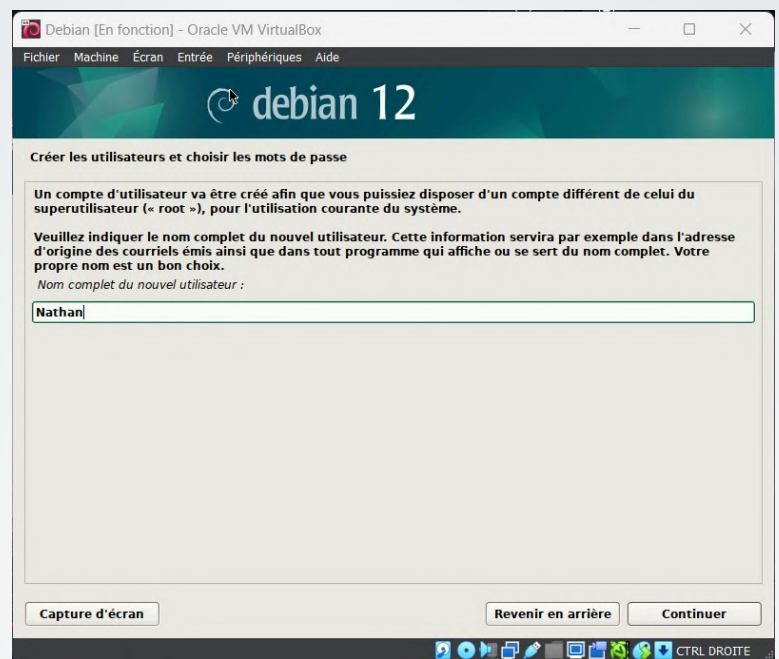 Debian [En fonction] - Oracle VM VirtualBox
Fichier Machine Écran Entrée Périphériques Aide
debian 12
Créer les utilisateurs et choisir les mots de passe
Un compte d'utilisateur va être créé afin que vous puissiez disposer d'un compte différent de celui du
superutilisateur (« root »), pour l'utilisation courante du système.
Veuillez indiquer le nom complet du nouvel utilisateur. Cette information servira par exemple dans l'adresse
d'origine des courriels émis ainsi que dans tout programme qui affiche ou se sert du nom complet. Votre
propre nom est un bon choix.
Nom complet du nouvel utilisateur :
Nathan
Capture d'écran Revenir en arrière Continuer
CTRL DROITE